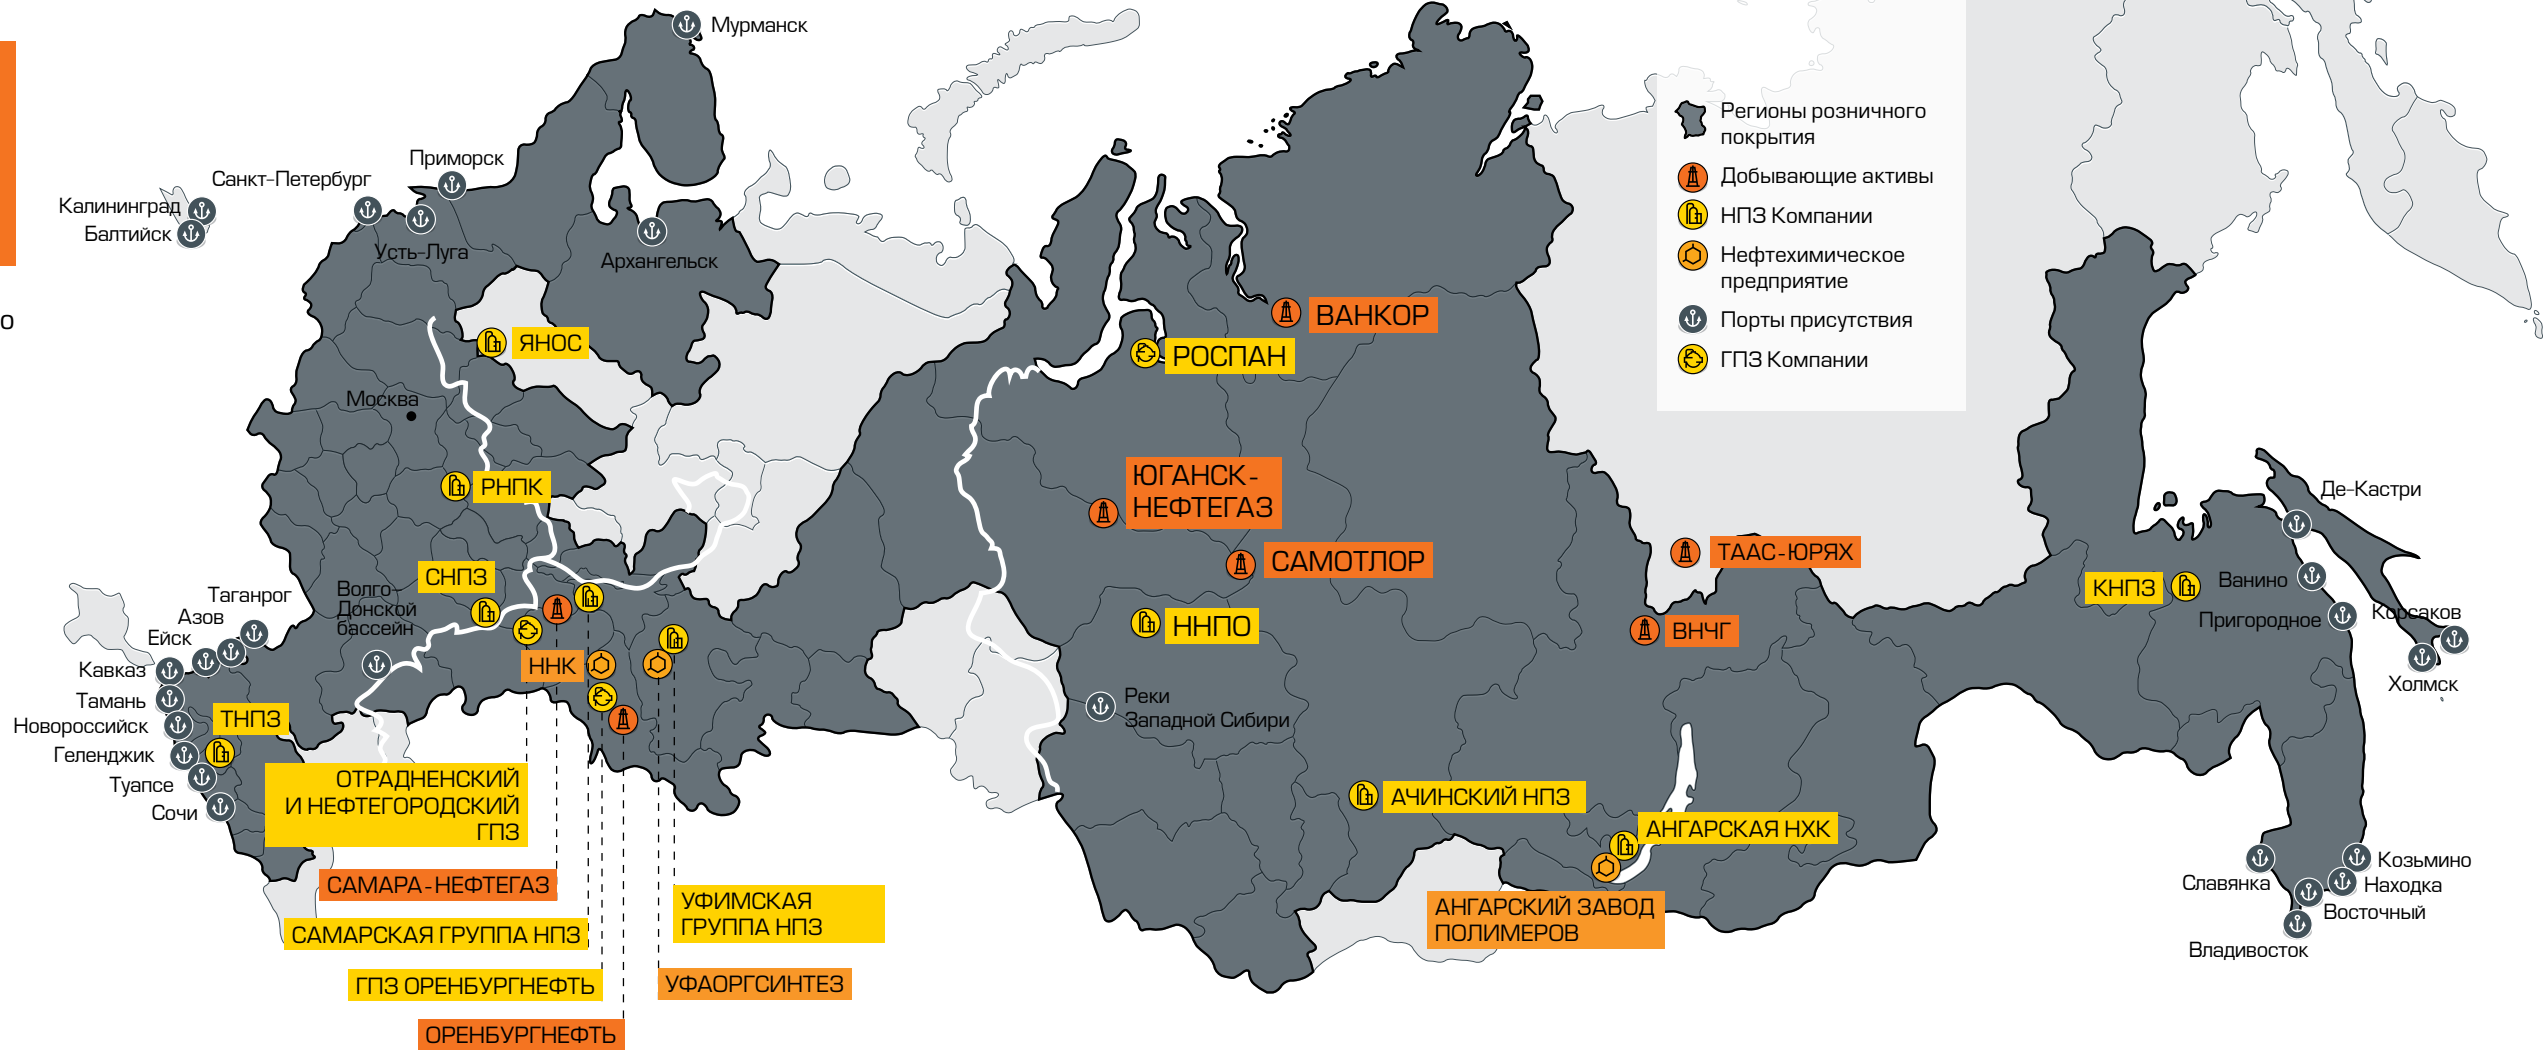 Мурманск
Приморск
Санкт-Петербург
Калининград
Балтийск
Усть-Луга
Архангельск
о
Регионы розничного
покрытия
Добывающие активы
НПЗ Компании
Нефтехимическое
предприятие
Порты присутствия
ГПЗ Компании
ВАНКОР
ЯНОС
РОСПАН
Москва
РНПК
ЮГАНСК-
НЕФТЕГАЗ
САМОТЛОР
ТААС-ЮРЯХ
Де-Кастри
СНПЗ
КНПЗ
Ванино
Волго-
Донской
бассейн
Таганрог
Азов
Ейск
Кавказ
Тамань
Новороссийск
Геленджик
Туапсе
Сочи
ННПО
ВНЧГ
Пригородное
Корсаков
Холмск
ННК
ТНПЗ
Реки
Западной Сибири
ОТРАДНЕНСКИЙ
И НЕФТЕГОРОДСКИЙ
ГПЗ
АЧИНСКИЙ НПЗ
АНГАРСКАЯ НХК
САМАРА-НЕФТЕГАЗ
САМАРСКАЯ ГРУППА НПЗ
УФИМСКАЯ
ГРУППА НПЗ
АНГАРСКИЙ ЗАВОД
ПОЛИМЕРОВ
ГПЗ ОРЕНБУРГНЕФТЬ
УФАОРГСИНТЕЗ
ОРЕНБУРГНЕФТЬ
Козьмино
Славянка
Находка
Восточный
Владивосток